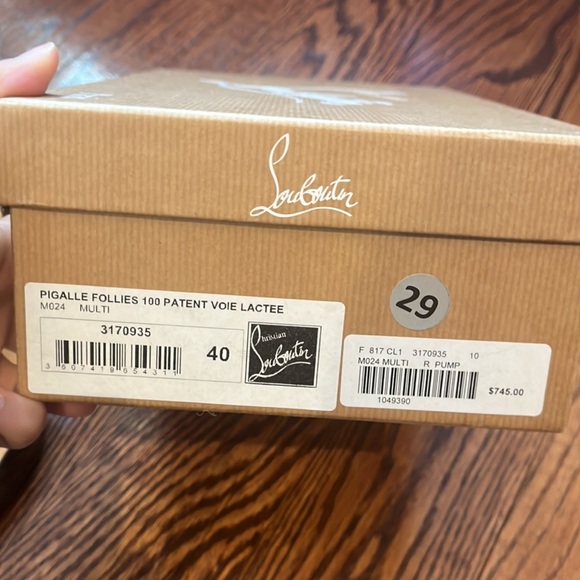 Louboutin
29
PIGALLE FOLLIES 100 PATENT VOIE LACTEE
M024 MULTI
3170935
40
3607419654311
Christian
Louboutin
F 817 CL1 3170935 10
M024 MULTI R PUMP
$745.00
1049390